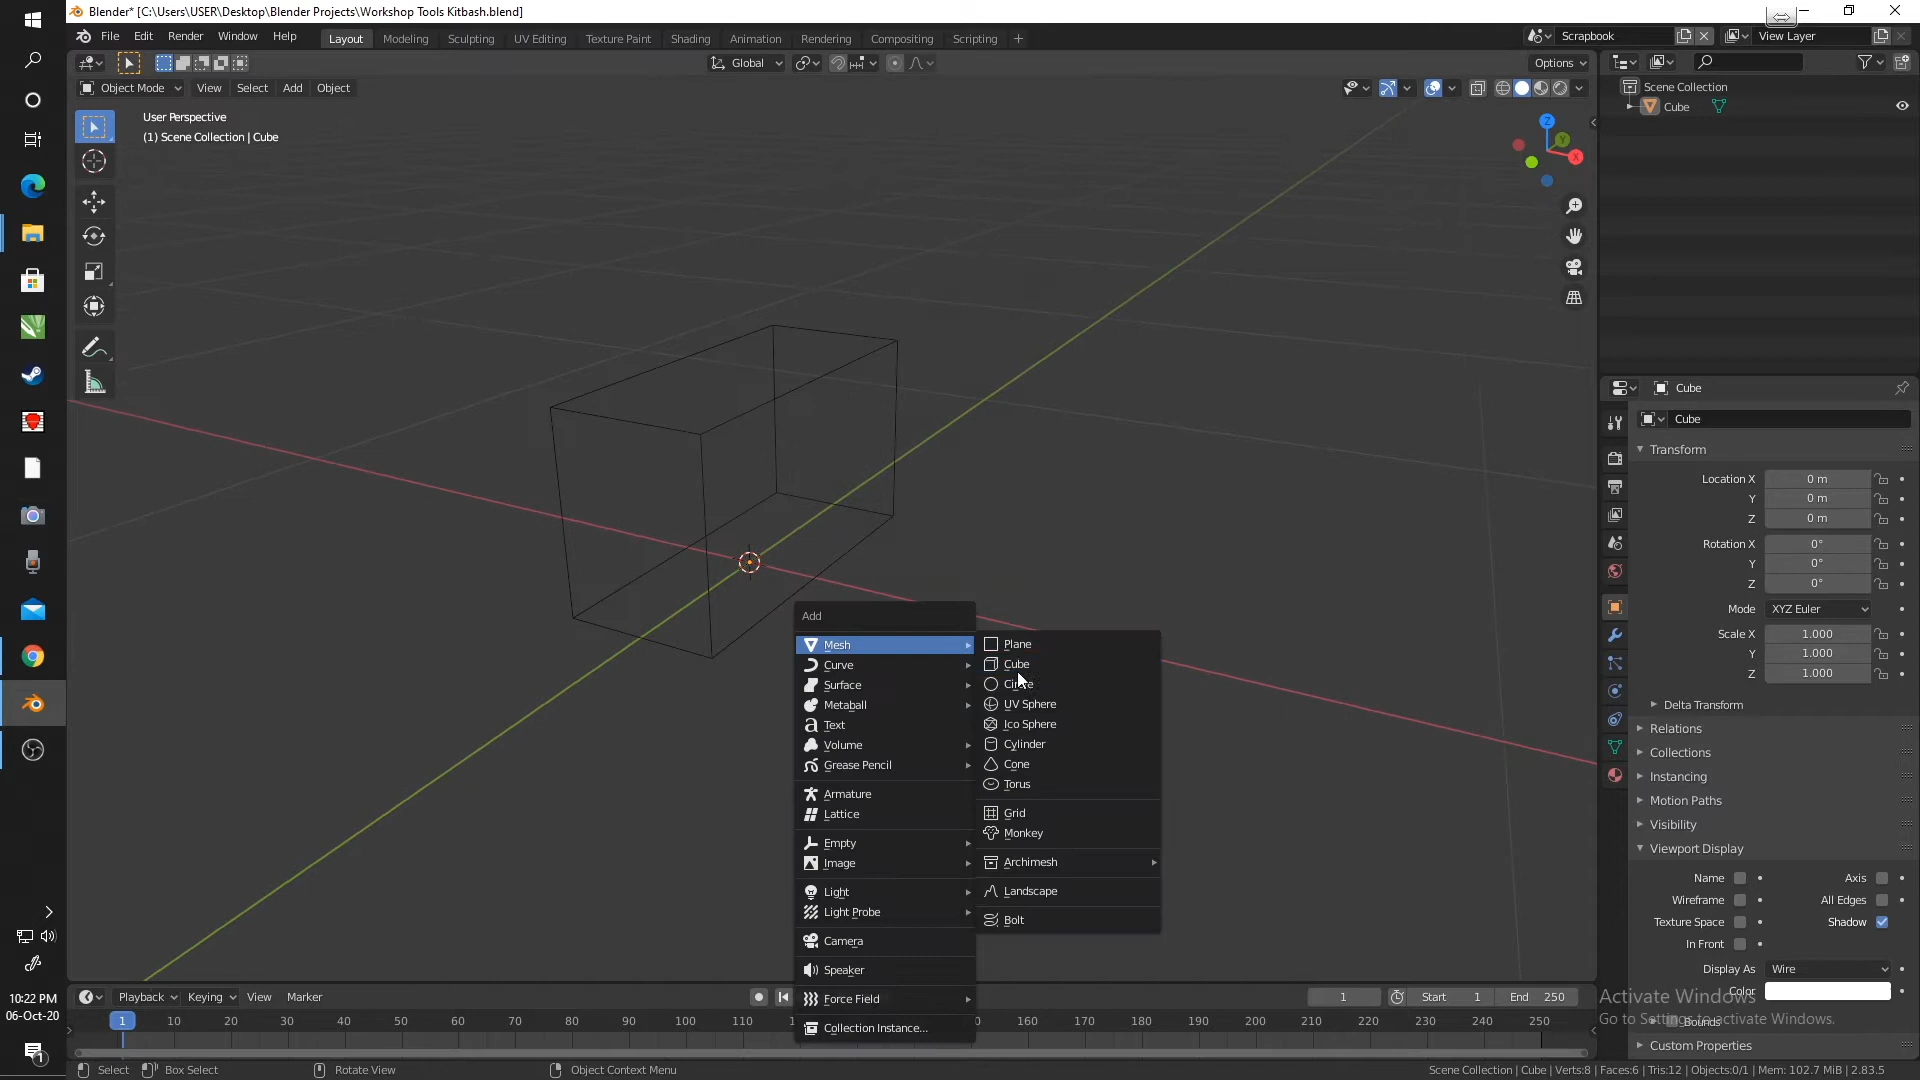 Blender* [C:\Users\USER\Desktop\Blender Projects\Workshop Tools Kitbash.blend]
File Edit Render Window Help Layout Modeling Sculpting UV Editing Texture Paint Shading Animation Rendering Compositing Scripting + Scrapbook View Layer
Global Options
Object Mode View Select Add Object
User Perspective
(1) Scene Collection | Cube
Z
Y
X
Scene Collection
Cube
Cube
Cube
Transform
Location X 0 m
Y 0 m
Z 0 m
Rotation X 0°
Y 0°
Z 0°
Mode XYZ Euler
Scale X 1.000
Y 1.000
Z 1.000
Delta Transform
Relations
Collections
Instancing
Motion Paths
Visibility
Viewport Display
Name Axis
Wireframe All Edges
Texture Space Shadow
In Front
Display As Wire
Color
Bounds
Custom Properties
Activate Windows
Go to Settings to activate Windows.
Add
Mesh
Curve
Surface
Metaball
Text
Volume
Grease Pencil
Armature
Lattice
Empty
Image
Light
Light Probe
Camera
Speaker
Force Field
Collection Instance...
Plane
Cube
Circle
UV Sphere
Ico Sphere
Cylinder
Cone
Torus
Grid
Monkey
Archimesh
Landscape
Bolt
10:22 PM
06-Oct-20
1
Playback Keying View Marker 1 Start 1 End 250
1 10 20 30 40 50 60 70 80 90 100 110 1 0 160 170 180 190 200 210 220 230 240 250
Select Box Select Rotate View Object Context Menu Scene Collection | Cube | Verts:8 | Faces:6 | Tris:12 | Objects:0/1 | Mem: 102.7 MiB | 2.83.5